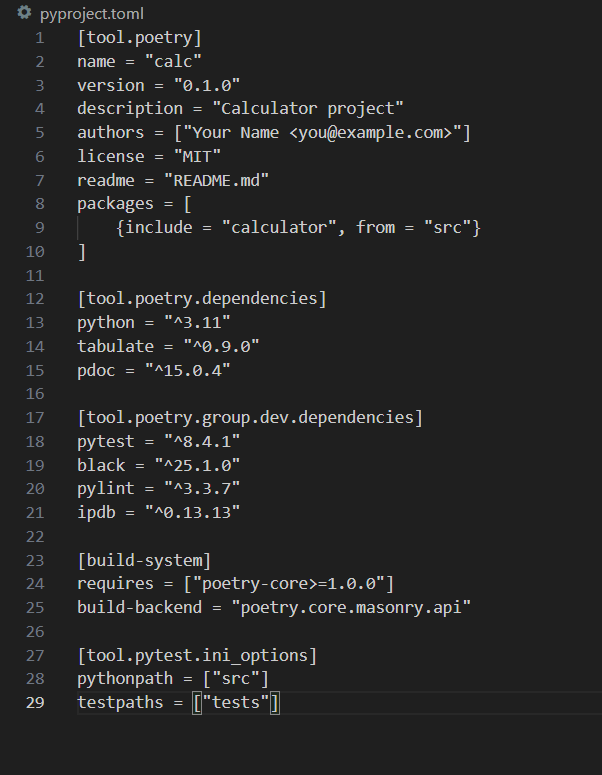 pyproject.toml
1 [tool.poetry]
2 name = "calc"
3 version = "0.1.0"
4 description = "Calculator project"
5 authors = ["Your Name <you@example.com>"]
6 license = "MIT"
7 readme = "README.md"
8 packages = [
9     {include = "calculator", from = "src"}
10 ]
11
12 [tool.poetry.dependencies]
13 python = "^3.11"
14 tabulate = "^0.9.0"
15 pdoc = "^15.0.4"
16
17 [tool.poetry.group.dev.dependencies]
18 pytest = "^8.4.1"
19 black = "^25.1.0"
20 pylint = "^3.3.7"
21 ipdb = "^0.13.13"
22
23 [build-system]
24 requires = ["poetry-core>=1.0.0"]
25 build-backend = "poetry.core.masonry.api"
26
27 [tool.pytest.ini_options]
28 pythonpath = ["src"]
29 testpaths = ["tests"]